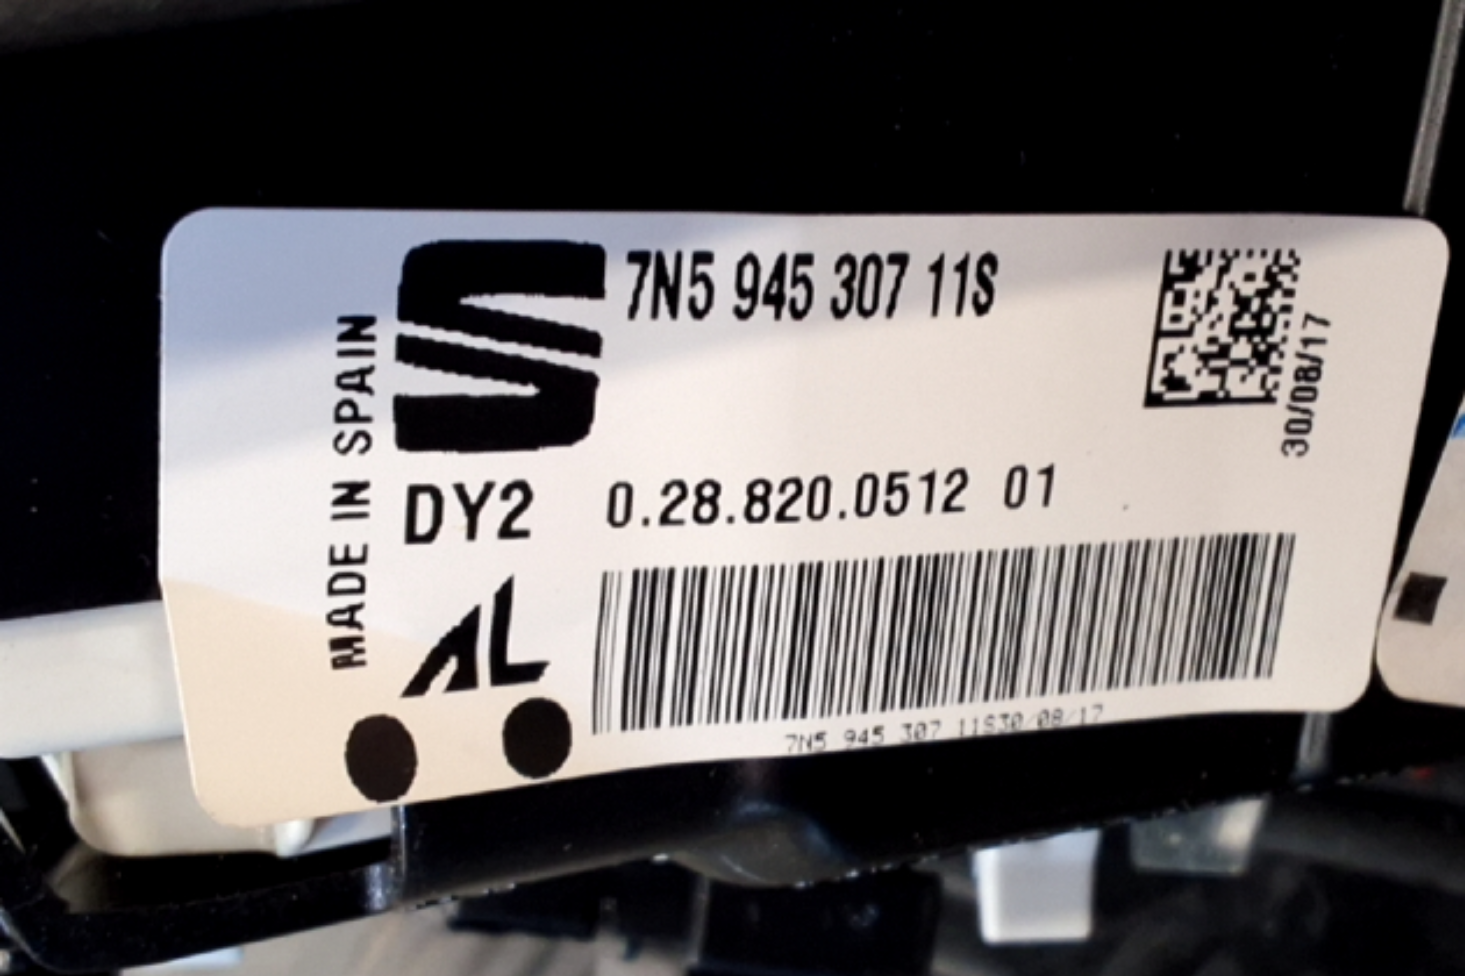 7N5 945 307 11S
30/08/17
MADE IN SPAIN
DY2 0.28.820.0512 01
AL
7N5 945 307 11S30/08/17